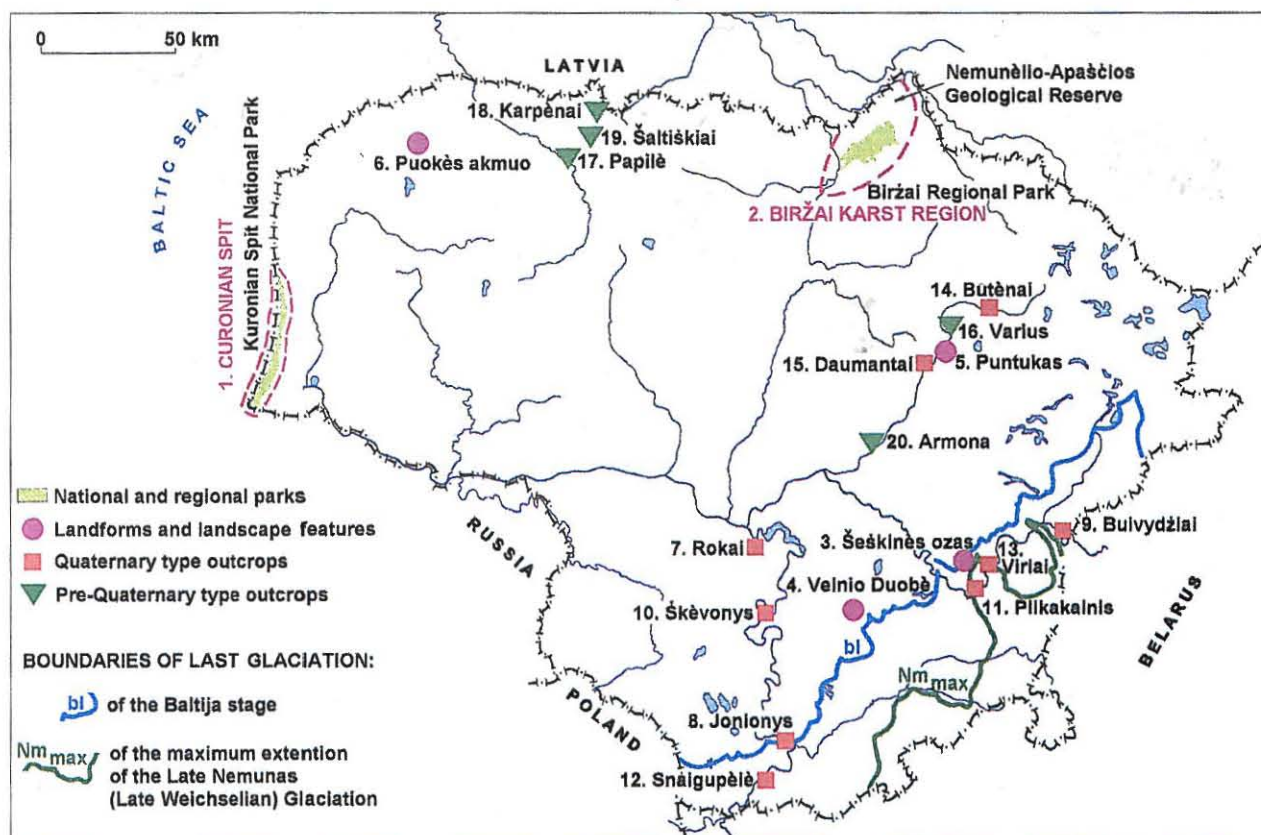 0 50 km
LATVIA
Nemunėlio-Apaščios
Geological Reserve
18. Karpėnai
19. Šaltiškiai
17. Papilė
6. Puokės akmuo
BALTIC SEA
Biržai Regional Park
2. BIRŽAI KARST REGION
1. CURONIAN SPIT
Kuronian Spit National Park
14. Butėnai
16. Varius
15. Daumantai
5. Puntukas
20. Armona
National and regional parks
Landforms and landscape features
Quaternary type outcrops
Pre-Quaternary type outcrops
RUSSIA
7. Rokai
3. Šeškinės ozas
13.
Viriai
9. Buivydžiai
4. Velnio Duobė
11. Pilkakainis
10. Škėvonys
BELARUS
BOUNDARIES OF LAST GLACIATION:
bl
bl of the Baltija stage
POLAND
Nm max
8. Jonionys
Nm max of the maximum extention
of the Late Nemunas
(Late Weichselian) Glaciation
12. Snaigupėlė